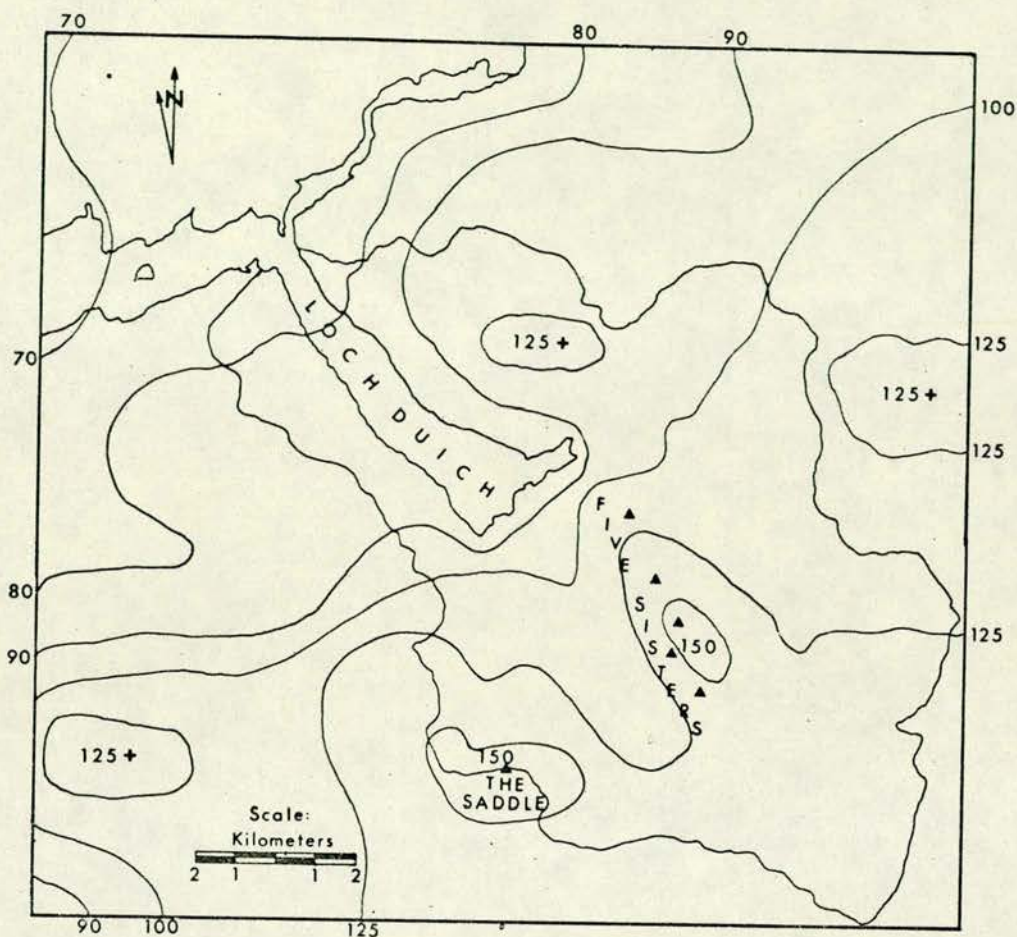 70
80
90
N
100
LOCH DUICH
125+
125
70
125+
125
FIVE SISTERS
80
125
90
150
125+
150
THE
SADDLE
Scale:
Kilometers
2 1 1 2
90 100
125